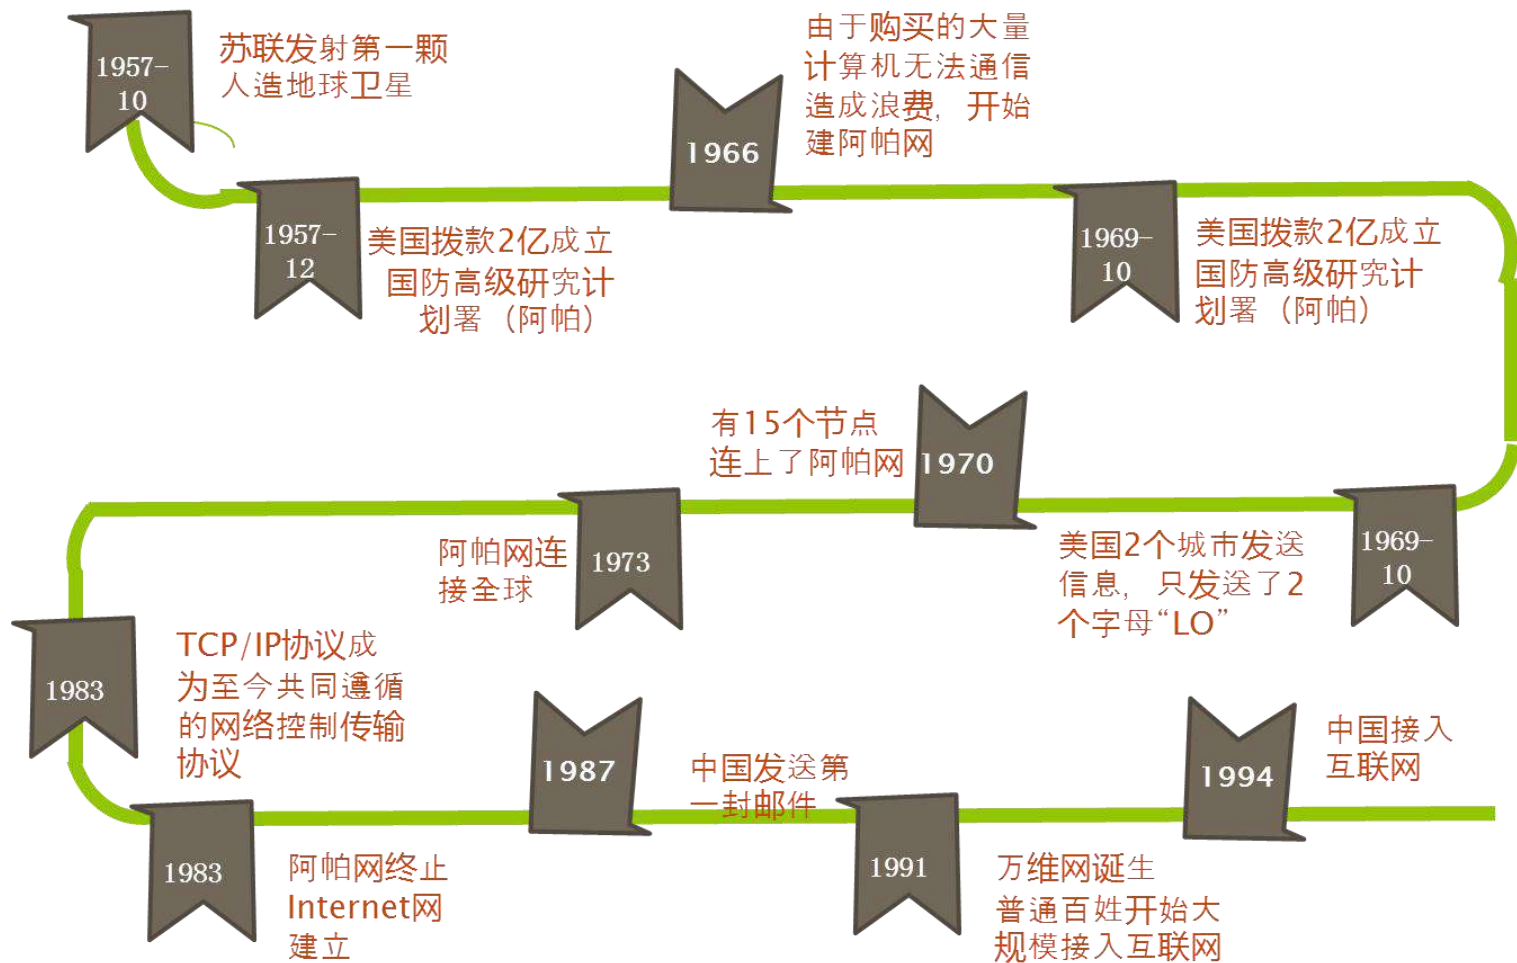 1957-
10
苏联发射第一颗
人造地球卫星
1957-
12
美国拨款2亿成立
国防高级研究计
划署（阿帕）
1966
由于购买的大量
计算机无法通信
造成浪费，开始
建阿帕网
1969-
10
美国拨款2亿成立
国防高级研究计
划署（阿帕）
1969-
10
美国2个城市发送
信息，只发送了2
个字母“LO”
1970
有15个节点
连上了阿帕网
1973
阿帕网连
接全球
1983
TCP/IP协议成
为至今共同遵循
的网络控制传输
协议
1983
阿帕网终止
Internet网
建立
1987
中国发送第
一封邮件
1991
万维网诞生
普通百姓开始大
规模接入互联网
1994
中国接入
互联网